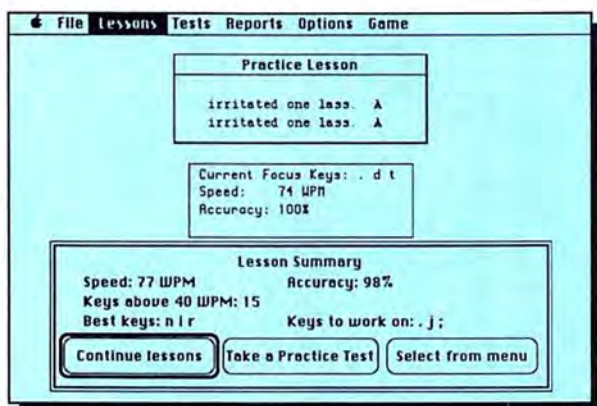 File Lessons Tests Reports Options Game
Practice Lesson
irritated one lass. λ
irritated one lass. λ
Current Focus Keys: . d t
Speed: 74 WPM
Accuracy: 100%
Lesson Summary
Speed: 77 WPM Accuracy: 98%
Keys above 40 WPM: 15
Best keys: n i r Keys to work on: . j ;
Continue lessons Take a Practice Test Select from menu